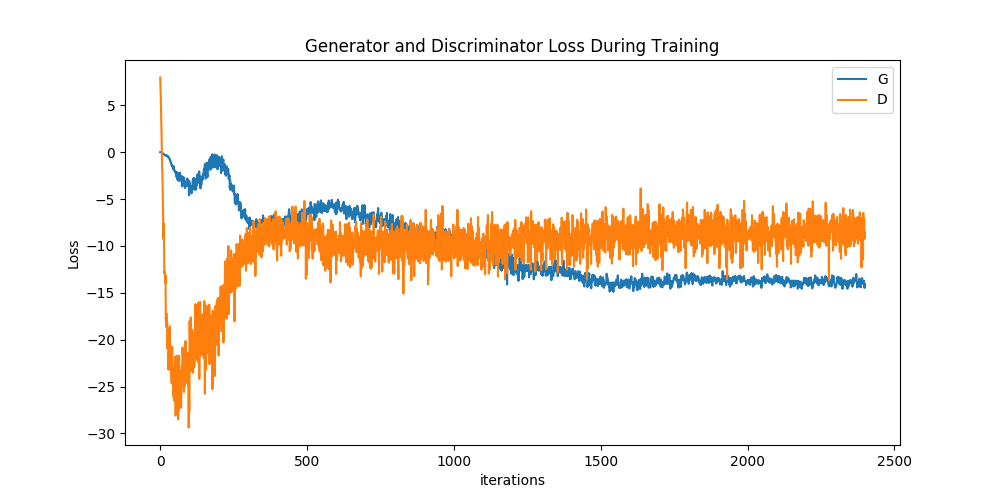 Generator and Discriminator Loss During Training
G
D
5
0
−5
−10
−15
−20
−25
−30
Loss
0
500
1000
1500
2000
2500
iterations